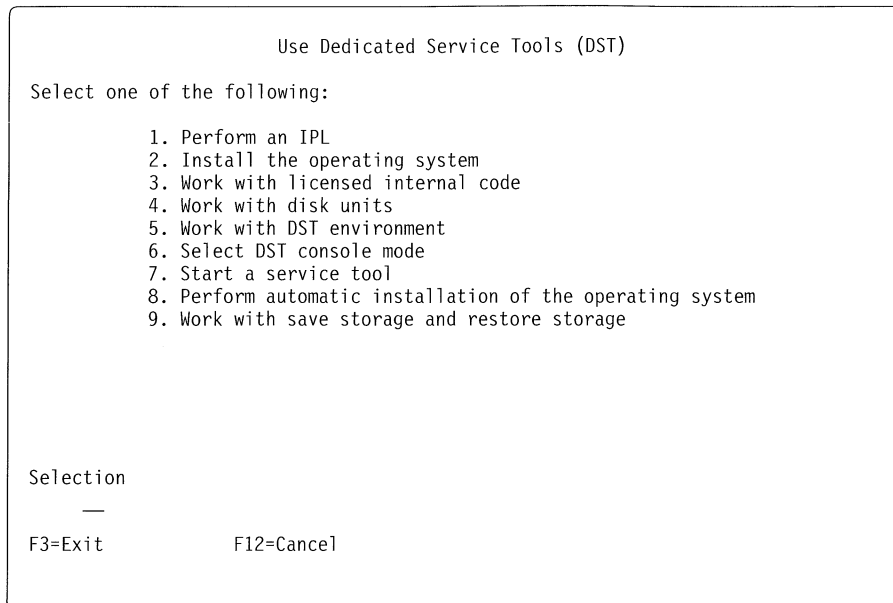 Use Dedicated Service Tools (DST)
Select one of the following:
1. Perform an IPL
2. Install the operating system
3. Work with licensed internal code
4. Work with disk units
5. Work with DST environment
6. Select DST console mode
7. Start a service tool
8. Perform automatic installation of the operating system
9. Work with save storage and restore storage
Selection
__
F3=Exit F12=Cancel